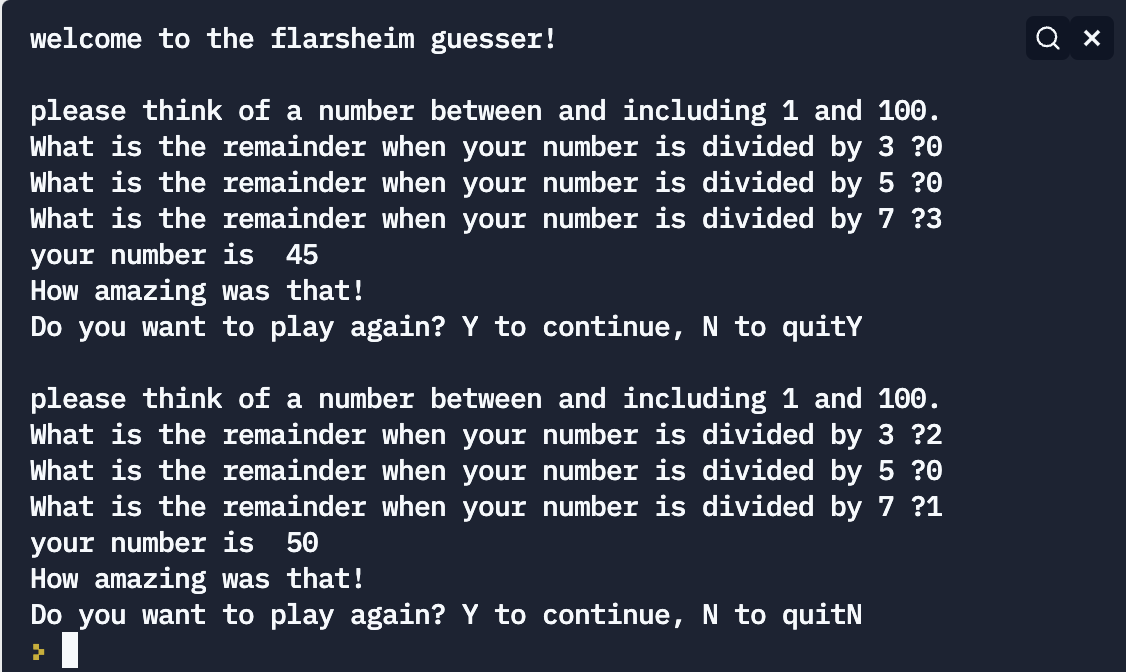 welcome to the flarsheim guesser!
please think of a number between and including 1 and 100.
What is the remainder when your number is divided by 3 ?0
What is the remainder when your number is divided by 5 ?0
What is the remainder when your number is divided by 7 ?3
your number is  45
How amazing was that!
Do you want to play again? Y to continue, N to quitY
please think of a number between and including 1 and 100.
What is the remainder when your number is divided by 3 ?2
What is the remainder when your number is divided by 5 ?0
What is the remainder when your number is divided by 7 ?1
your number is  50
How amazing was that!
Do you want to play again? Y to continue, N to quitN